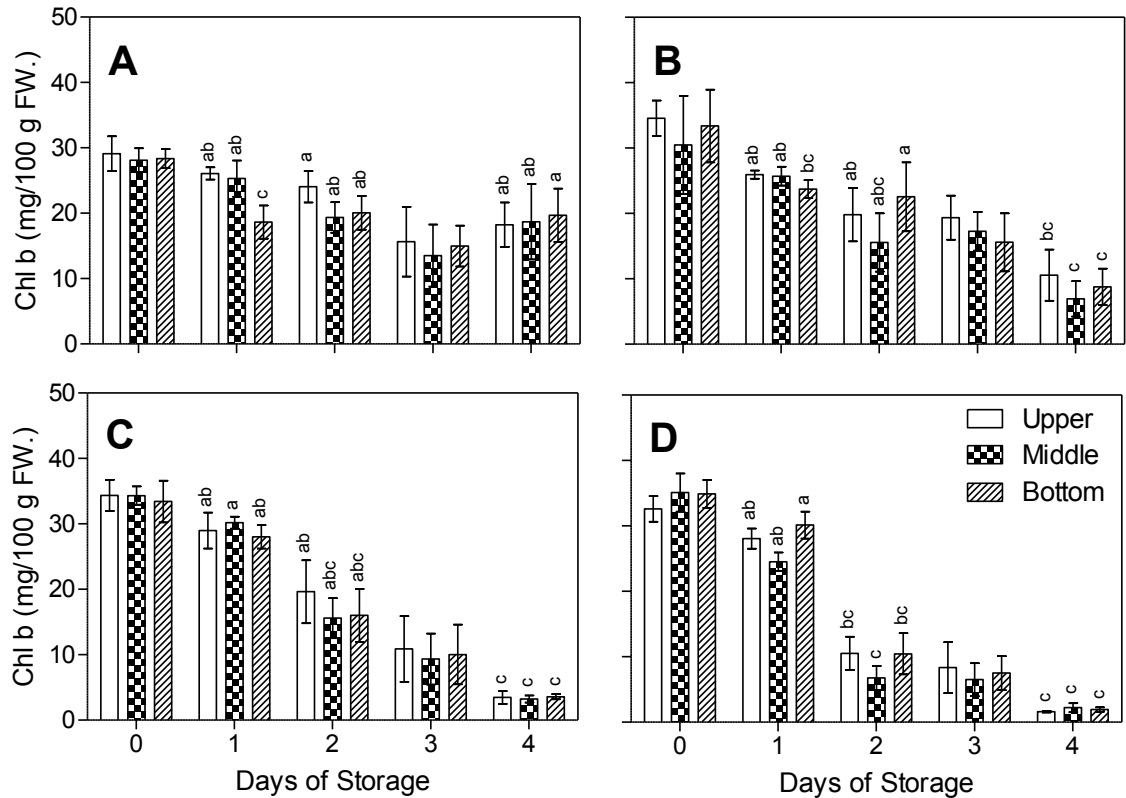 50
40
30
20
10
0
Chl b (mg/100 g FW.)
A
ab ab c
a ab ab
ab ab a
B
ab ab bc
ab abc a
bc c c
50
40
30
20
10
0
Chl b (mg/100 g FW.)
C
ab a ab
ab abc abc
c c c
0 1 2 3 4
Days of Storage
D
Upper
Middle
Bottom
ab ab a
bc c bc
c c c
0 1 2 3 4
Days of Storage